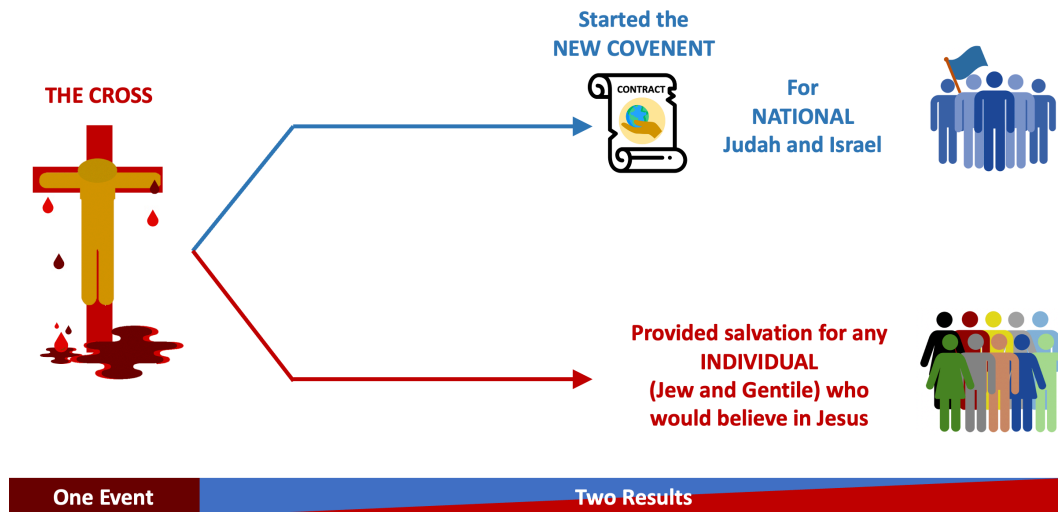 THE CROSS
Started the
NEW COVENENT
CONTRACT
For
NATIONAL
Judah and Israel
Provided salvation for any
INDIVIDUAL
(Jew and Gentile) who
would believe in Jesus
One Event
Two Results